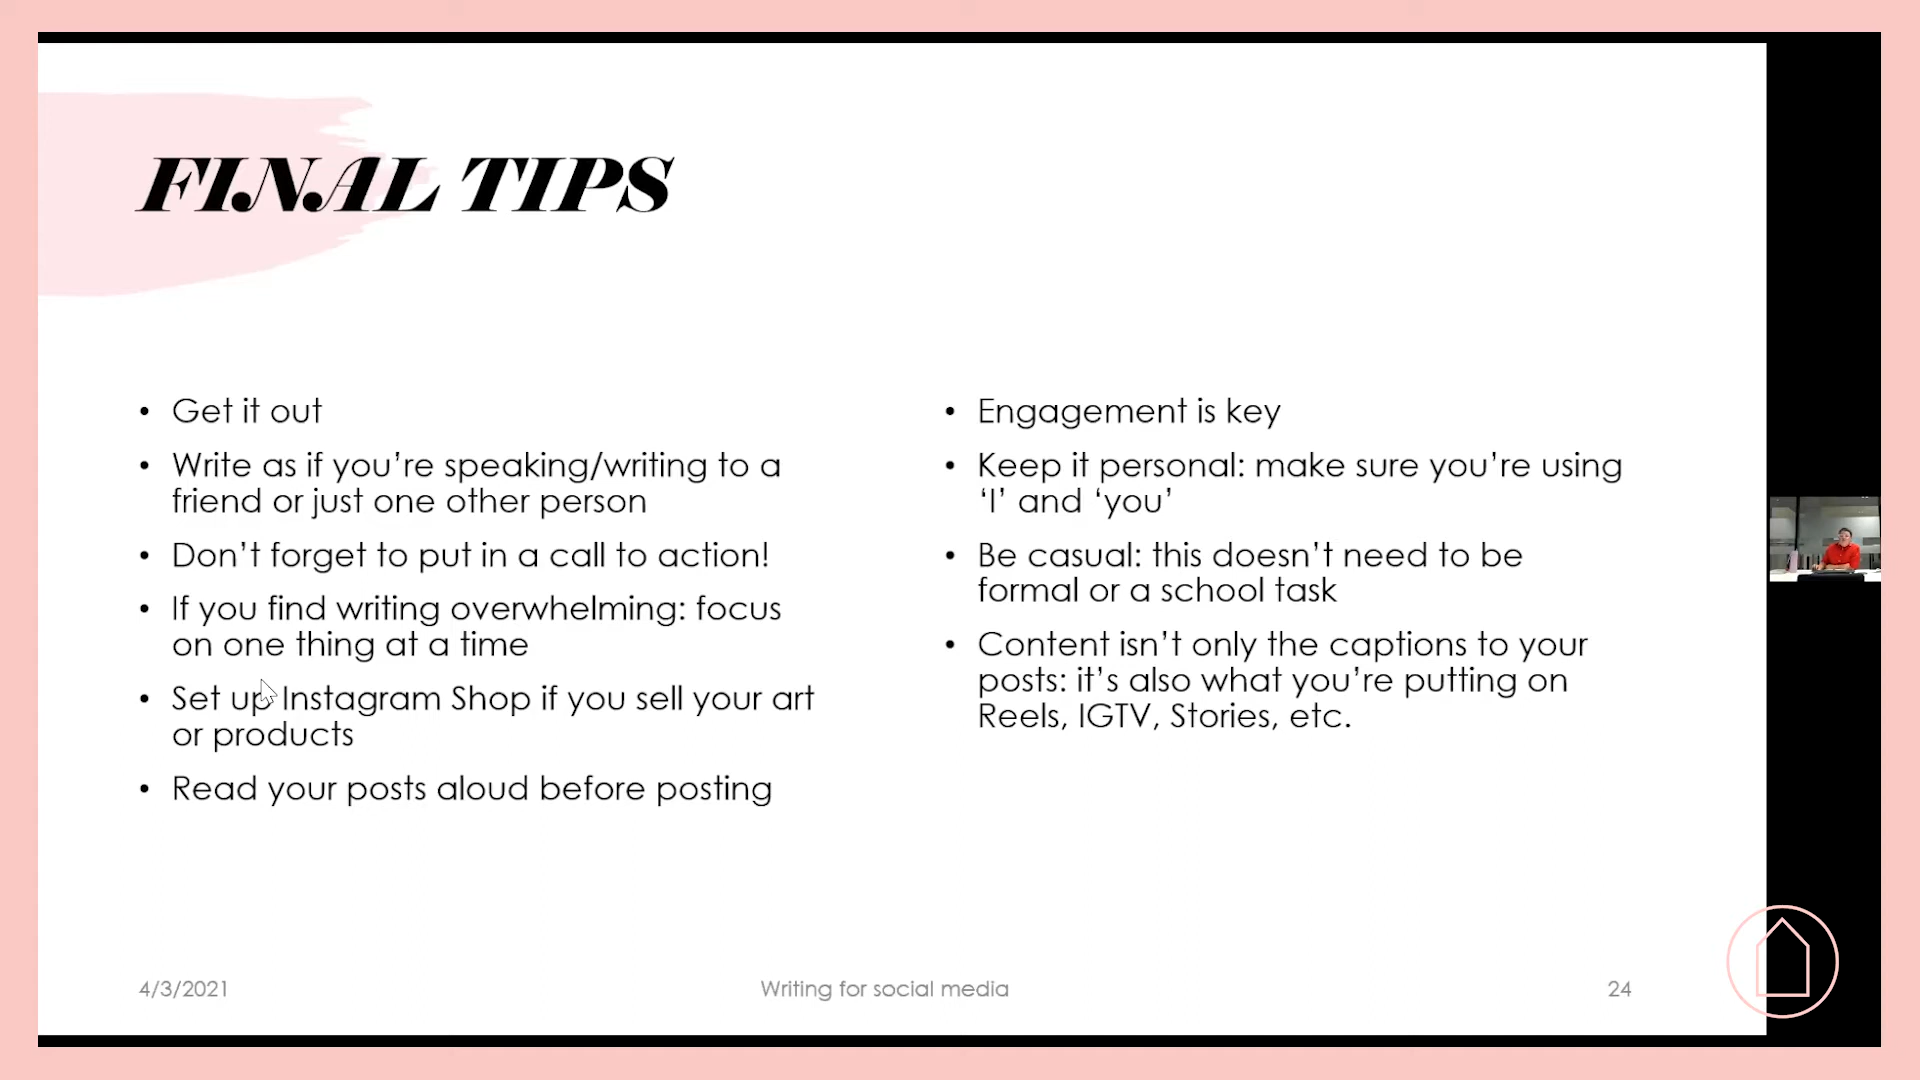 FINAL TIPS
• Get it out
• Write as if you’re speaking/writing to a
friend or just one other person
• Don’t forget to put in a call to action!
• If you find writing overwhelming: focus
on one thing at a time
• Set up Instagram Shop if you sell your art
or products
• Read your posts aloud before posting
• Engagement is key
• Keep it personal: make sure you’re using
‘I’ and ‘you’
• Be casual: this doesn’t need to be
formal or a school task
• Content isn’t only the captions to your
posts: it’s also what you’re putting on
Reels, IGTV, Stories, etc.
4/3/2021
Writing for social media
24